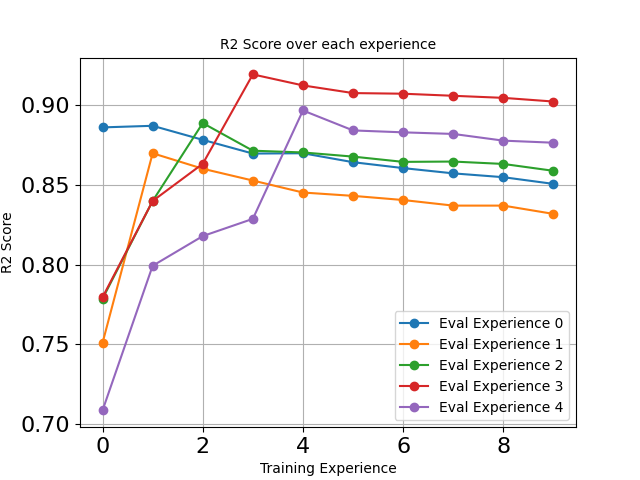 R2 Score over each experience
R2 Score
0.90
0.85
0.80
0.75
0.70
0 2 4 6 8
Training Experience
Eval Experience 0
Eval Experience 1
Eval Experience 2
Eval Experience 3
Eval Experience 4